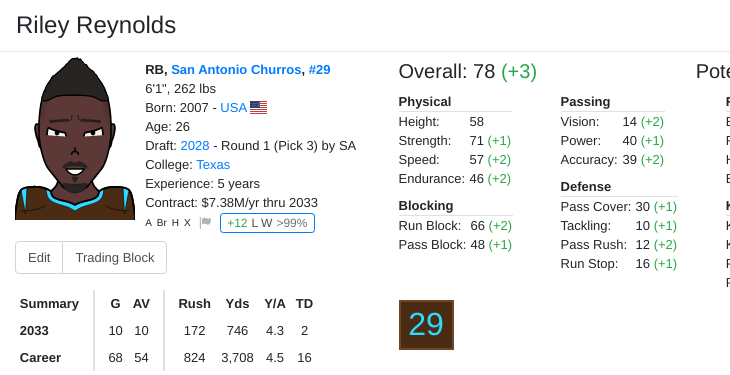 Riley Reynolds
RB, San Antonio Churros, #29
6'1", 262 lbs
Born: 2007 - USA
Age: 26
Draft: 2028 - Round 1 (Pick 3) by SA
College: Texas
Experience: 5 years
Contract: $7.38M/yr thru 2033
A Br H X +12 L W >99%
Edit Trading Block
Overall: 78 (+3)
Physical
Height: 58
Strength: 71 (+1)
Speed: 57 (+2)
Endurance: 46 (+2)
Blocking
Run Block: 66 (+2)
Pass Block: 48 (+1)
Passing
Vision: 14 (+2)
Power: 40 (+1)
Accuracy: 39 (+2)
Defense
Pass Cover: 30 (+1)
Tackling: 10 (+1)
Pass Rush: 12 (+2)
Run Stop: 16 (+1)
Pote
Summary G AV Rush Yds Y/A TD
2033 10 10 172 746 4.3 2
Career 68 54 824 3,708 4.5 16
29